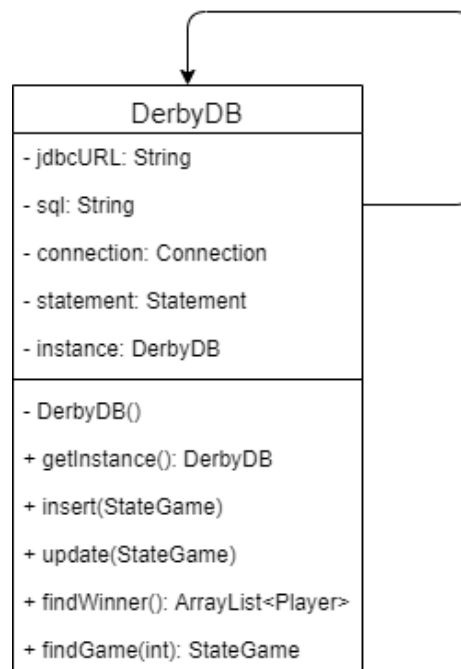 DerbyDB
- jdbcURL: String
- sql: String
- connection: Connection
- statement: Statement
- instance: DerbyDB
- DerbyDB()
+ getInstance(): DerbyDB
+ insert(StateGame)
+ update(StateGame)
+ findWinner(): ArrayList<Player>
+ findGame(int): StateGame